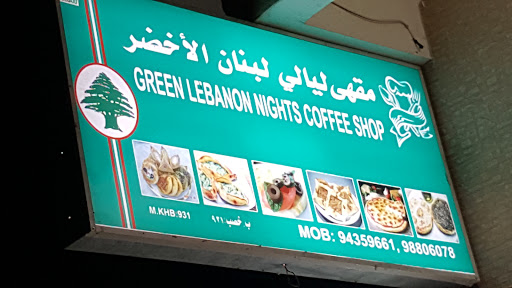 مقهى ليالي لبنان الأخضر
GREEN LEBANON NIGHTS COFFEE SHOP
M.KHB:931
ب خصب ٩٣١
MOB: 94359661, 98806078